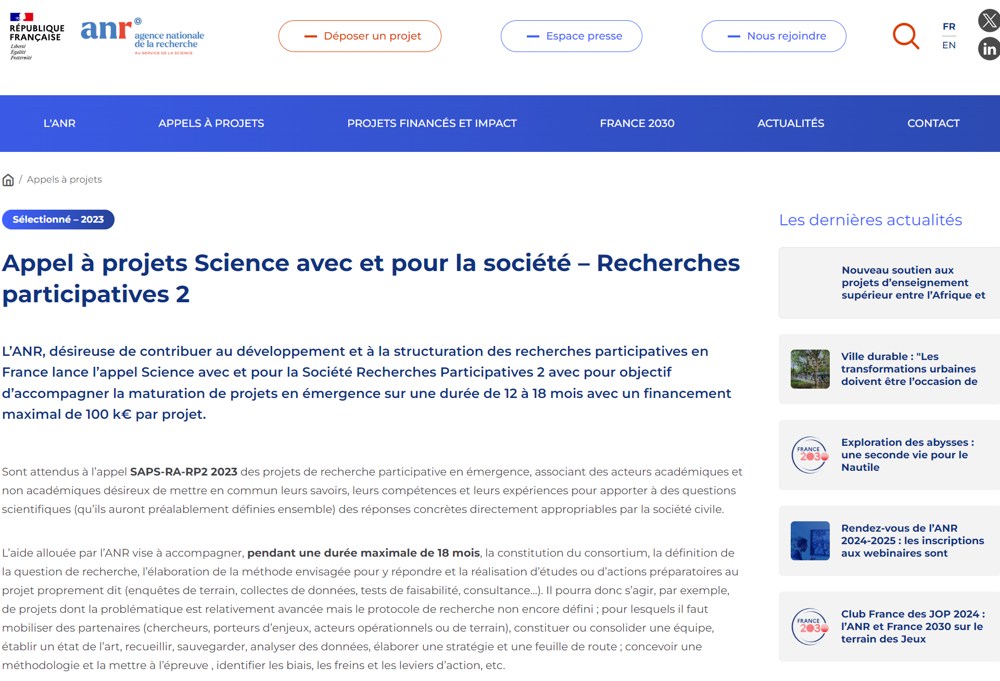 RÉPUBLIQUE
FRANÇAISE
Liberté
Égalité
Fraternité
anr
agence nationale
de la recherche
AU SERVICE DE LA SCIENCE
Déposer un projet
Espace presse
Nous rejoindre
FR
EN
L'ANR
APPELS À PROJETS
PROJETS FINANCÉS ET IMPACT
FRANCE 2030
ACTUALITÉS
CONTACT
/ Appels à projets
Sélectionné – 2023
Appel à projets Science avec et pour la société – Recherches
participatives 2
L’ANR, désireuse de contribuer au développement et à la structuration des recherches participatives en
France lance l’appel Science avec et pour la Société Recherches Participatives 2 avec pour objectif
d’accompagner la maturation de projets en émergence sur une durée de 12 à 18 mois avec un financement
maximal de 100 k€ par projet.
Sont attendus à l’appel SAPS-RA-RP2 2023 des projets de recherche participative en émergence, associant des acteurs académiques et
non académiques désireux de mettre en commun leurs savoirs, leurs compétences et leurs expériences pour apporter à des questions
scientifiques (qu’ils auront préalablement définies ensemble) des réponses concrètes directement appropriables par la société civile.
L’aide allouée par l’ANR vise à accompagner, pendant une durée maximale de 18 mois, la constitution du consortium, la définition de
la question de recherche, l’élaboration de la méthode envisagée pour y répondre et la réalisation d’études ou d’actions préparatoires au
projet proprement dit (enquêtes de terrain, collectes de données, tests de faisabilité, consultance…). Il pourra donc s’agir, par exemple,
de projets dont la problématique est relativement avancée mais le protocole de recherche non encore défini ; pour lesquels il faut
mobiliser des partenaires (chercheurs, porteurs d’enjeux, acteurs opérationnels ou de terrain), constituer ou consolider une équipe,
établir un état de l’art, recueillir, sauvegarder, analyser des données, élaborer une stratégie et une feuille de route ; concevoir une
méthodologie et la mettre à l’épreuve , identifier les biais, les freins et les leviers d’action, etc.
Les dernières actualités
Nouveau soutien aux
projets d’enseignement
supérieur entre l’Afrique et
Ville durable : "Les
transformations urbaines
doivent être l’occasion de
FRANCE
2030
Exploration des abysses :
une seconde vie pour le
Nautile
Rendez-vous de l’ANR
2024-2025 : les inscriptions
aux webinaires sont
FRANCE
2030
Club France des JOP 2024 :
l’ANR et France 2030 sur le
terrain des Jeux